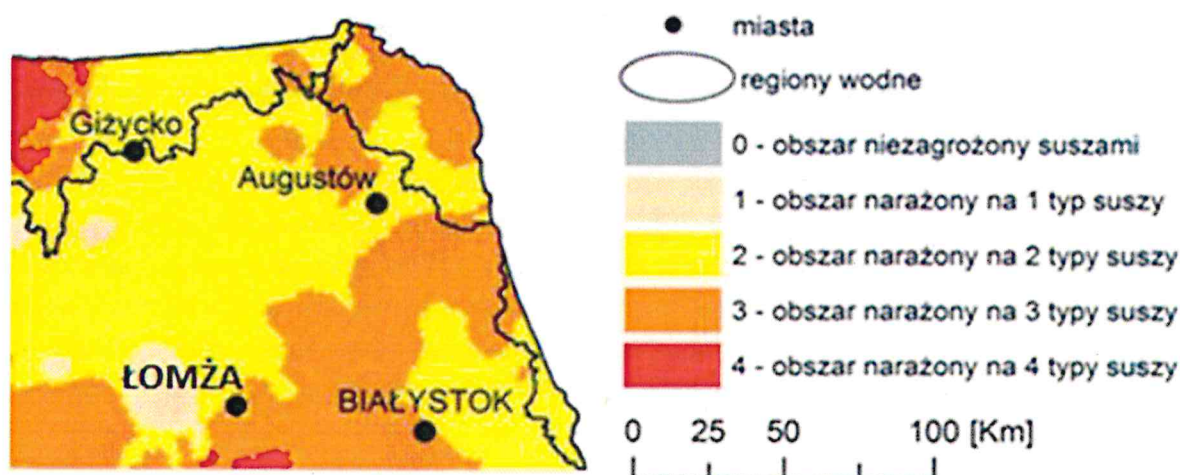 Giżycko
Augustów
ŁOMŻA
BIAŁYSTOK
miasta
regiony wodne
0 - obszar niezagrożony suszami
1 - obszar narażony na 1 typ suszy
2 - obszar narażony na 2 typy suszy
3 - obszar narażony na 3 typy suszy
4 - obszar narażony na 4 typy suszy
0 25 50 100 [Km]